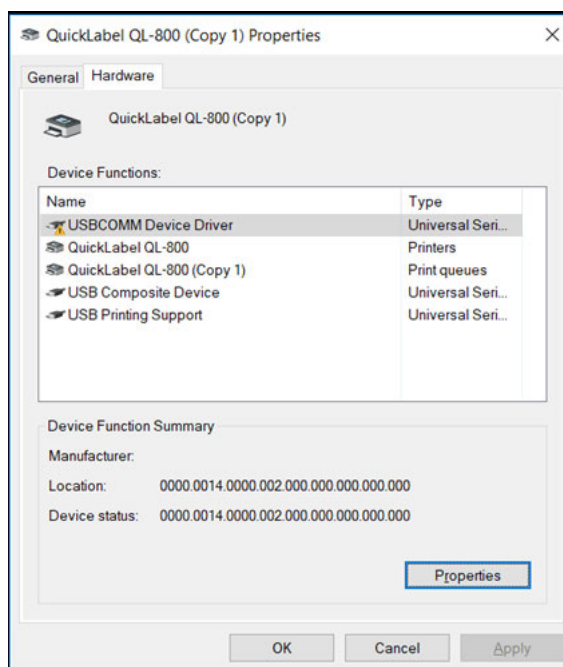 QuickLabel QL-800 (Copy 1) Properties
General Hardware
QuickLabel QL-800 (Copy 1)
Device Functions:
Name Type
USBCOMM Device Driver Universal Seri...
QuickLabel QL-800 Printers
QuickLabel QL-800 (Copy 1) Print queues
USB Composite Device Universal Seri...
USB Printing Support Universal Seri...
Device Function Summary
Manufacturer:
Location: 0000.0014.0000.002.000.000.000.000.000
Device status: 0000.0014.0000.002.000.000.000.000.000
Properties
OK Cancel Apply